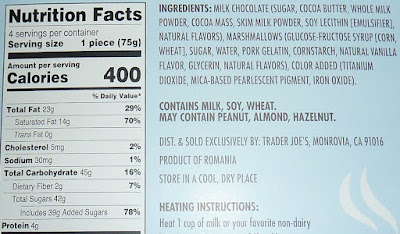 Nutrition Facts
4 servings per container
Serving size 1 piece (75g)
Amount per serving
Calories 400
% Daily Value*
Total Fat 23g 29%
Saturated Fat 14g 70%
Trans Fat 0g
Cholesterol 5mg 2%
Sodium 30mg 1%
Total Carbohydrate 45g 16%
Dietary Fiber 2g 7%
Total Sugars 42g
Includes 39g Added Sugars 78%
Protein 4g
INGREDIENTS: MILK CHOCOLATE (SUGAR, COCOA BUTTER, WHOLE MILK
POWDER, COCOA MASS, SKIM MILK POWDER, SOY LECITHIN [EMULSIFIER],
NATURAL FLAVORS), MARSHMALLOWS (GLUCOSE-FRUCTOSE SYRUP [CORN,
WHEAT], SUGAR, WATER, PORK GELATIN, CORNSTARCH, NATURAL VANILLA
FLAVOR, GLYCERIN, NATURAL FLAVORS), COLOR ADDED (TITANIUM
DIOXIDE, MICA-BASED PEARLESCENT PIGMENT, IRON OXIDE).
CONTAINS MILK, SOY, WHEAT.
MAY CONTAIN PEANUT, ALMOND, HAZELNUT.
DIST. & SOLD EXCLUSIVELY BY: TRADER JOE'S, MONROVIA, CA 91016
PRODUCT OF ROMANIA
STORE IN A COOL, DRY PLACE
HEATING INSTRUCTIONS:
Heat 1 cup of milk or your favorite non-dairy